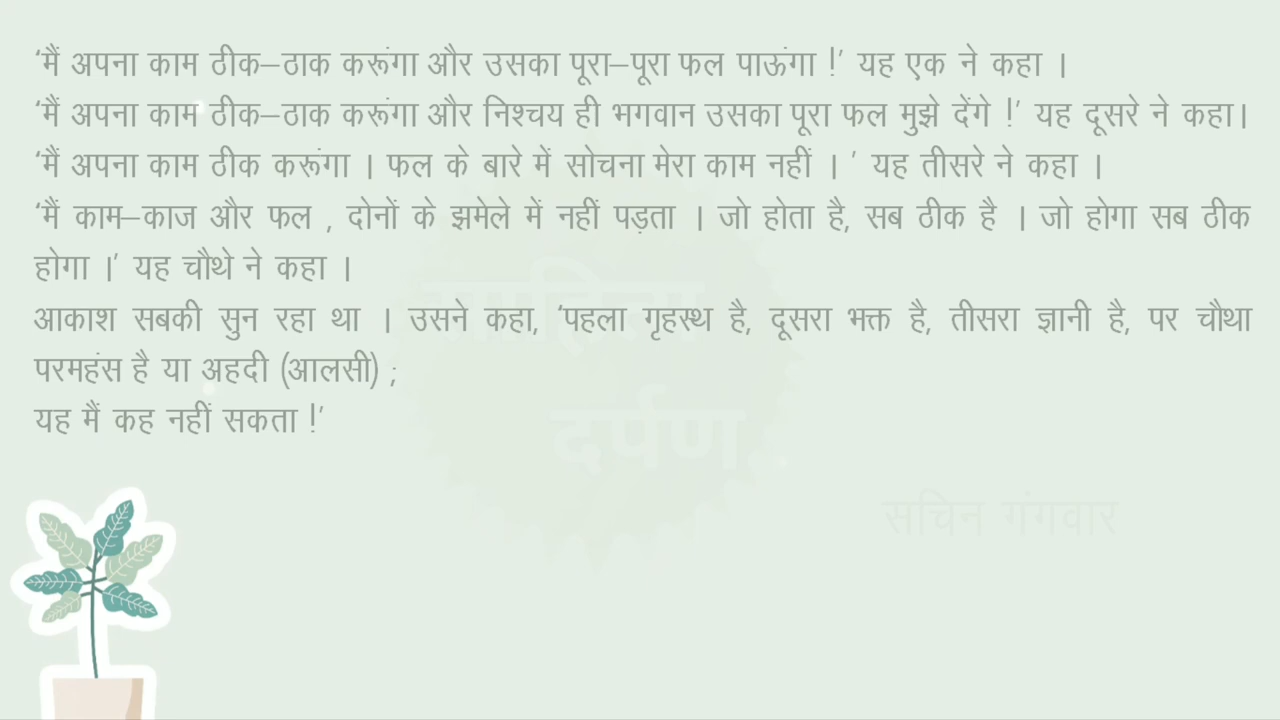 ‘मैं अपना काम ठीक–ठाक करूंगा और उसका पूरा–पूरा फल पाऊंगा !’ यह एक ने कहा ।
‘मैं अपना काम ठीक–ठाक करूंगा और निश्चय ही भगवान उसका पूरा फल मुझे देंगे !’ यह दूसरे ने कहा।
‘मैं अपना काम ठीक करूंगा । फल के बारे में सोचना मेरा काम नहीं । ’ यह तीसरे ने कहा ।
‘मैं काम–काज और फल , दोनों के झमेले में नहीं पड़ता । जो होता है, सब ठीक है । जो होगा सब ठीक
होगा ।’ यह चौथे ने कहा ।
आकाश सबकी सुन रहा था । उसने कहा, ‘पहला गृहस्थ है, दूसरा भक्त है, तीसरा ज्ञानी है, पर चौथा
परमहंस है या अहदी (आलसी) ;
यह मैं कह नहीं सकता !’
साहित्य
दर्पण
सचिन गंगवार